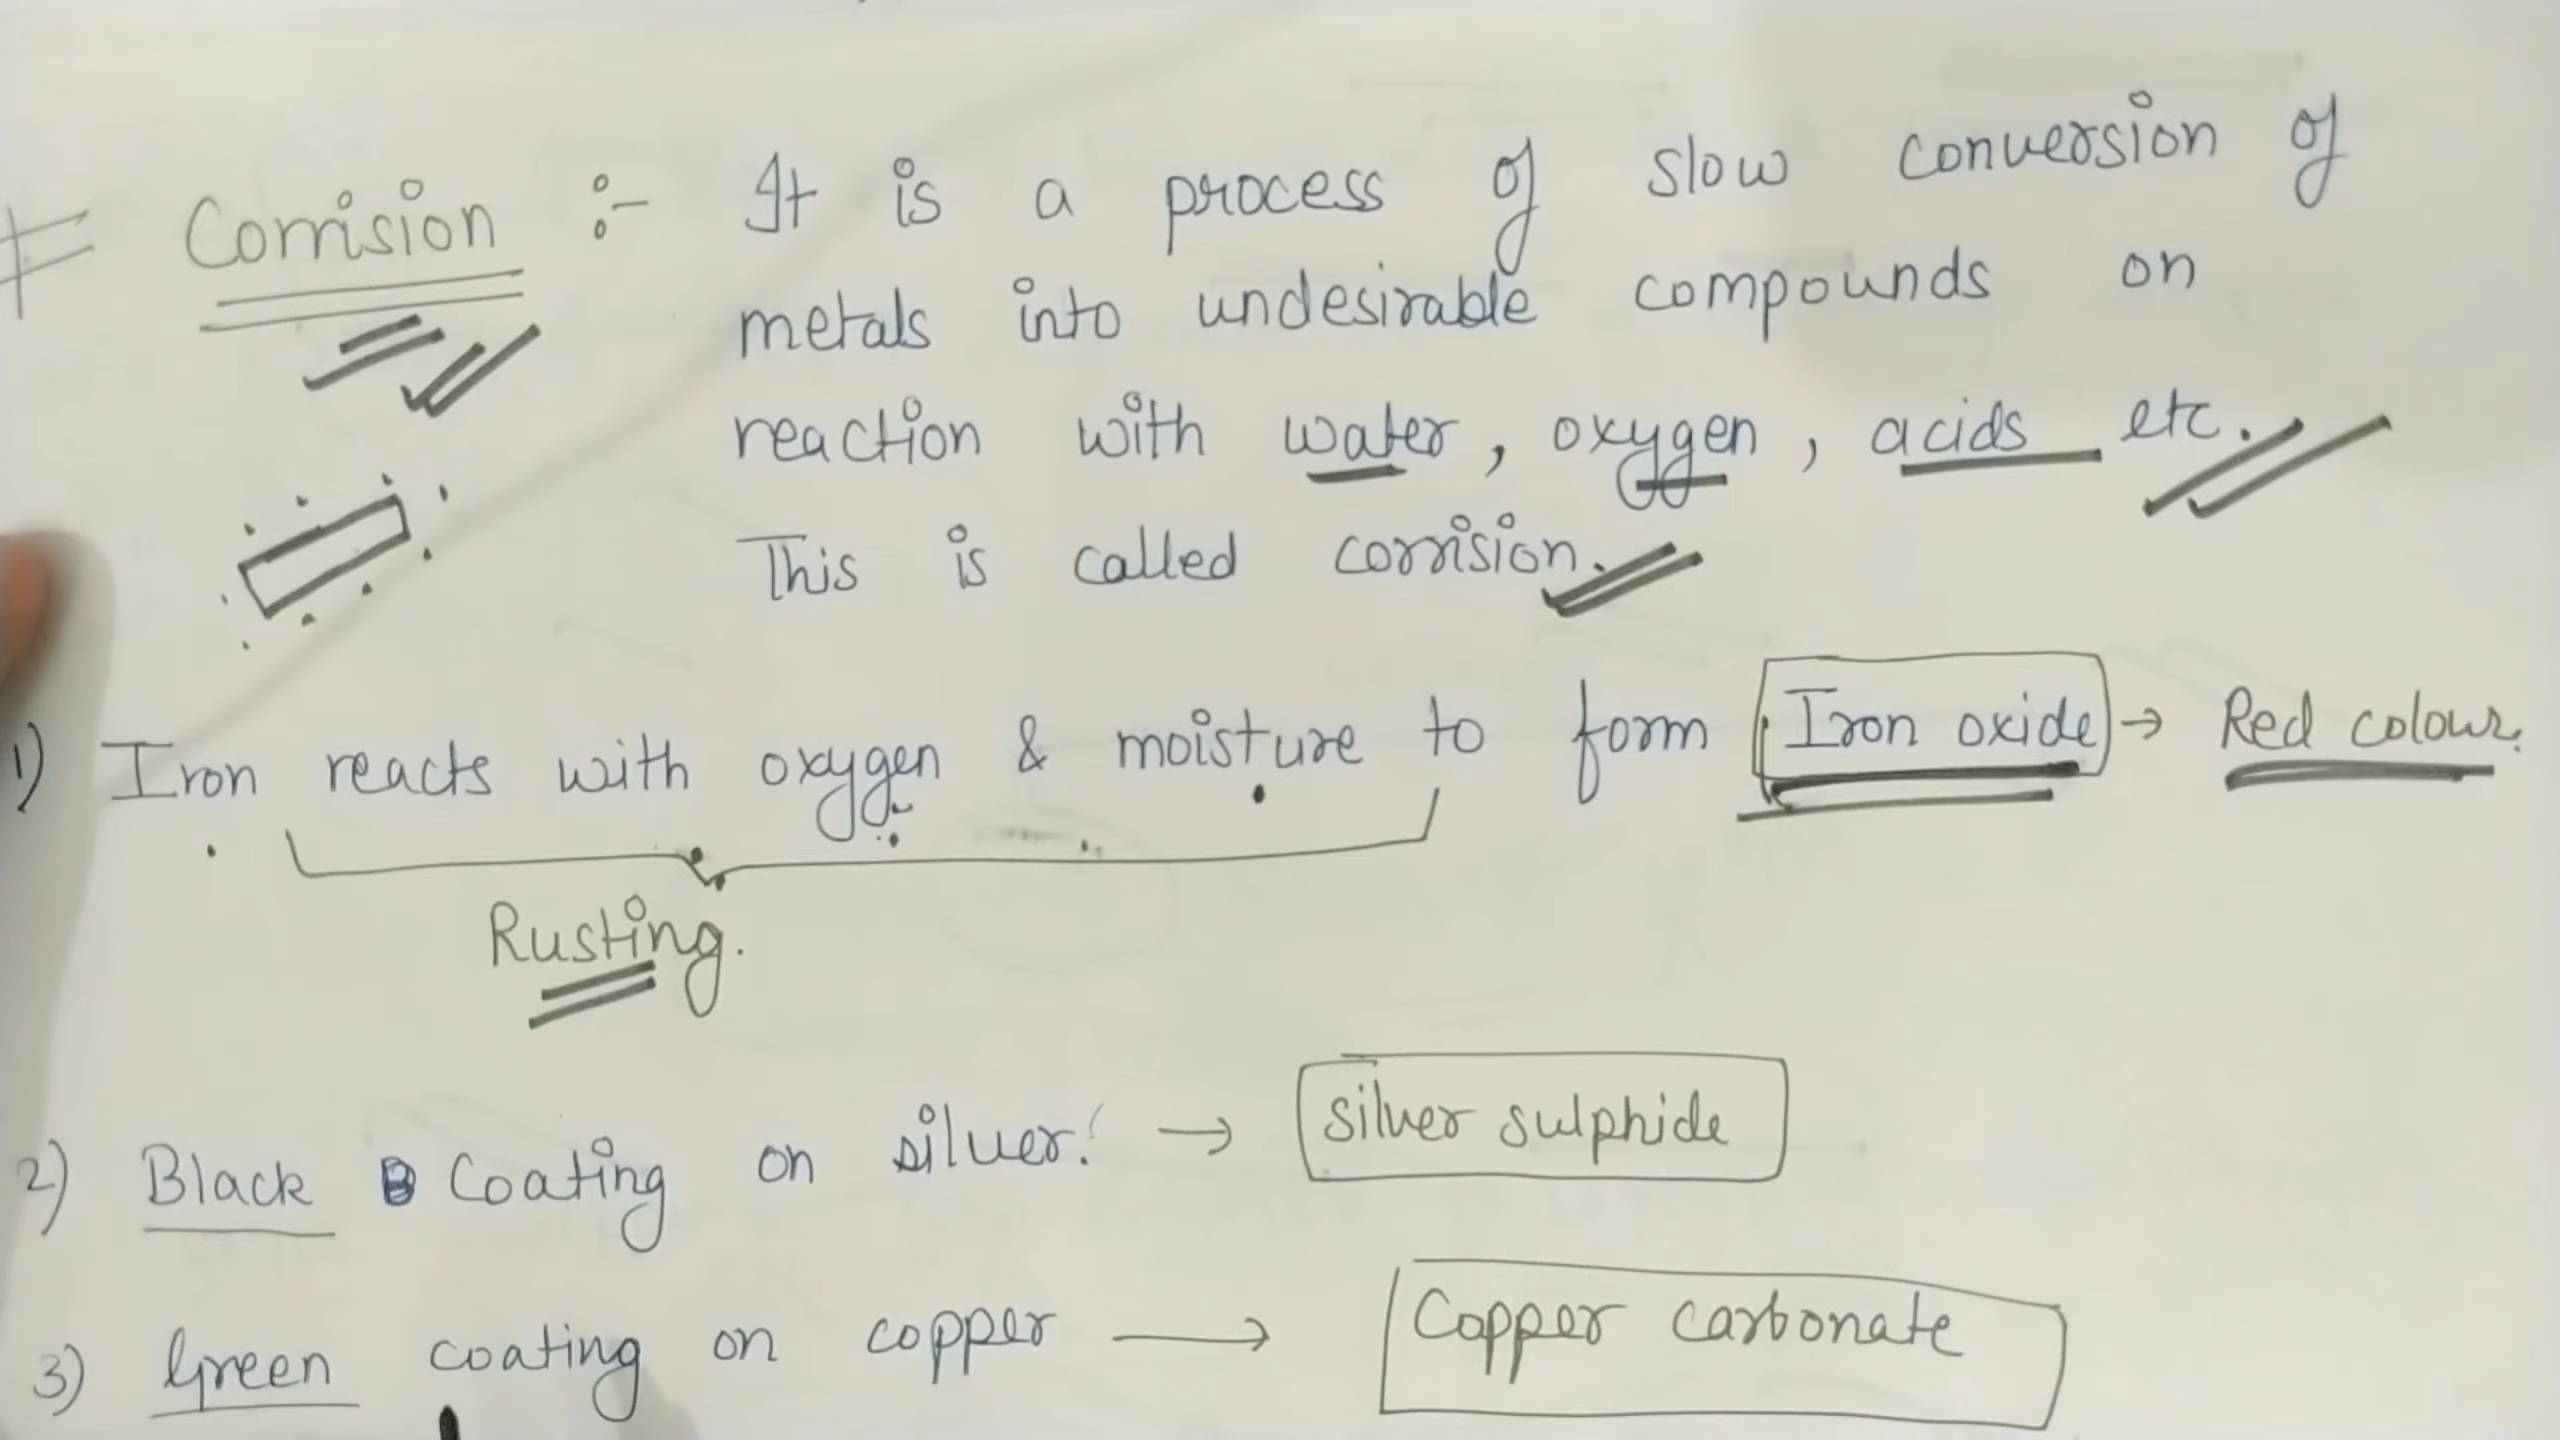 # Corrision :- It is a process of slow conversion of
metals into undesirable compounds on
reaction with water, oxygen, acids etc.
This is called corrision.
1) Iron reacts with oxygen & moisture to form Iron oxide → Red colour.
Rusting.
2) Black B Coating on silver. → Silver sulphide
3) Green coating on copper → Copper carbonate